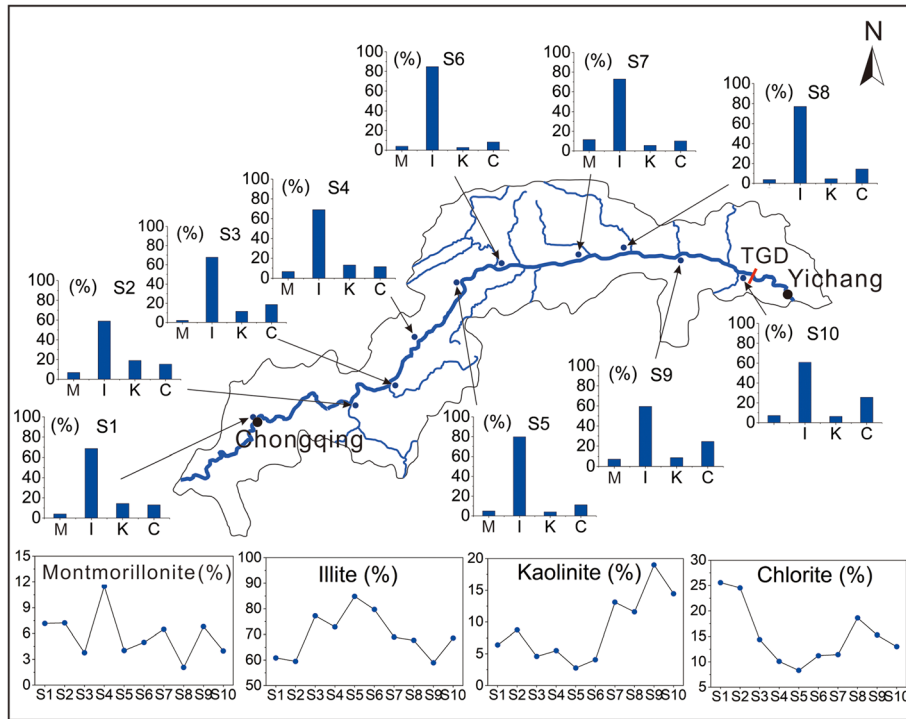 N
(%) S6
100
80
60
40
20
0
M I K C
(%) S7
100
80
60
40
20
0
M I K C
(%) S8
100
80
60
40
20
0
I K C
(%) S4
100
80
60
40
20
0
M I K C
(%) S3
100
80
60
40
20
0
M I K C
(%) S2
100
80
60
40
20
0
M I K C
(%) S1
100
80
60
40
20
0
M I K C
Chongqing
TGD
Yichang
(%) S5
100
80
60
40
20
0
M I K C
(%) S9
100
80
60
40
20
0
M I K C
(%) S10
100
80
60
40
20
0
I K C
Montmorillonite (%)
15
12
9
6
3
0
S1 S2 S3 S4 S5 S6 S7 S8 S9 S10
Illite (%)
100
90
80
70
60
50
S1 S2 S3 S4 S5 S6 S7 S8 S9 S10
Kaolinite (%)
20
15
10
5
0
S1 S2 S3 S4 S5 S6 S7 S8 S9 S10
Chlorite (%)
30
25
20
15
10
5
S1 S2 S3 S4 S5 S6 S7 S8 S9 S10